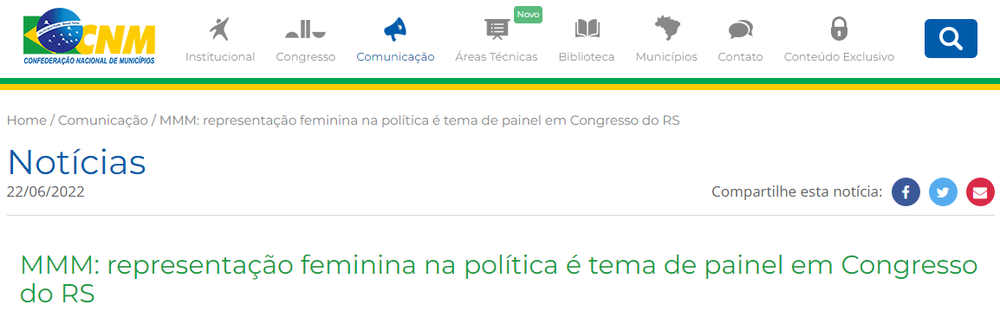 CNM
CONFEDERAÇÃO NACIONAL DE MUNICÍPIOS
Novo
Institucional Congresso Comunicação Áreas Técnicas Biblioteca Municípios Contato Conteúdo Exclusivo
Home / Comunicação / MMM: representação feminina na política é tema de painel em Congresso do RS
Notícias
22/06/2022 Compartilhe esta notícia:
MMM: representação feminina na política é tema de painel em Congresso
do RS